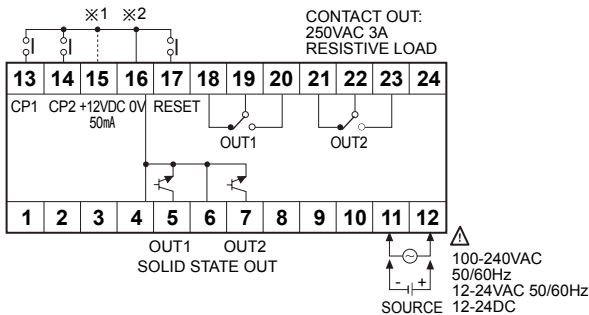 ※1 ※2
CONTACT OUT:
250VAC 3A
RESISTIVE LOAD
13 14 15 16 17 18 19 20 21 22 23 24
CP1 CP2 +12VDC 0V RESET
50mA
OUT1 OUT2
1 2 3 4 5 6 7 8 9 10 11 12
OUT1 OUT2
SOLID STATE OUT
100-240VAC
50/60Hz
12-24VAC 50/60Hz
- +
SOURCE 12-24DC